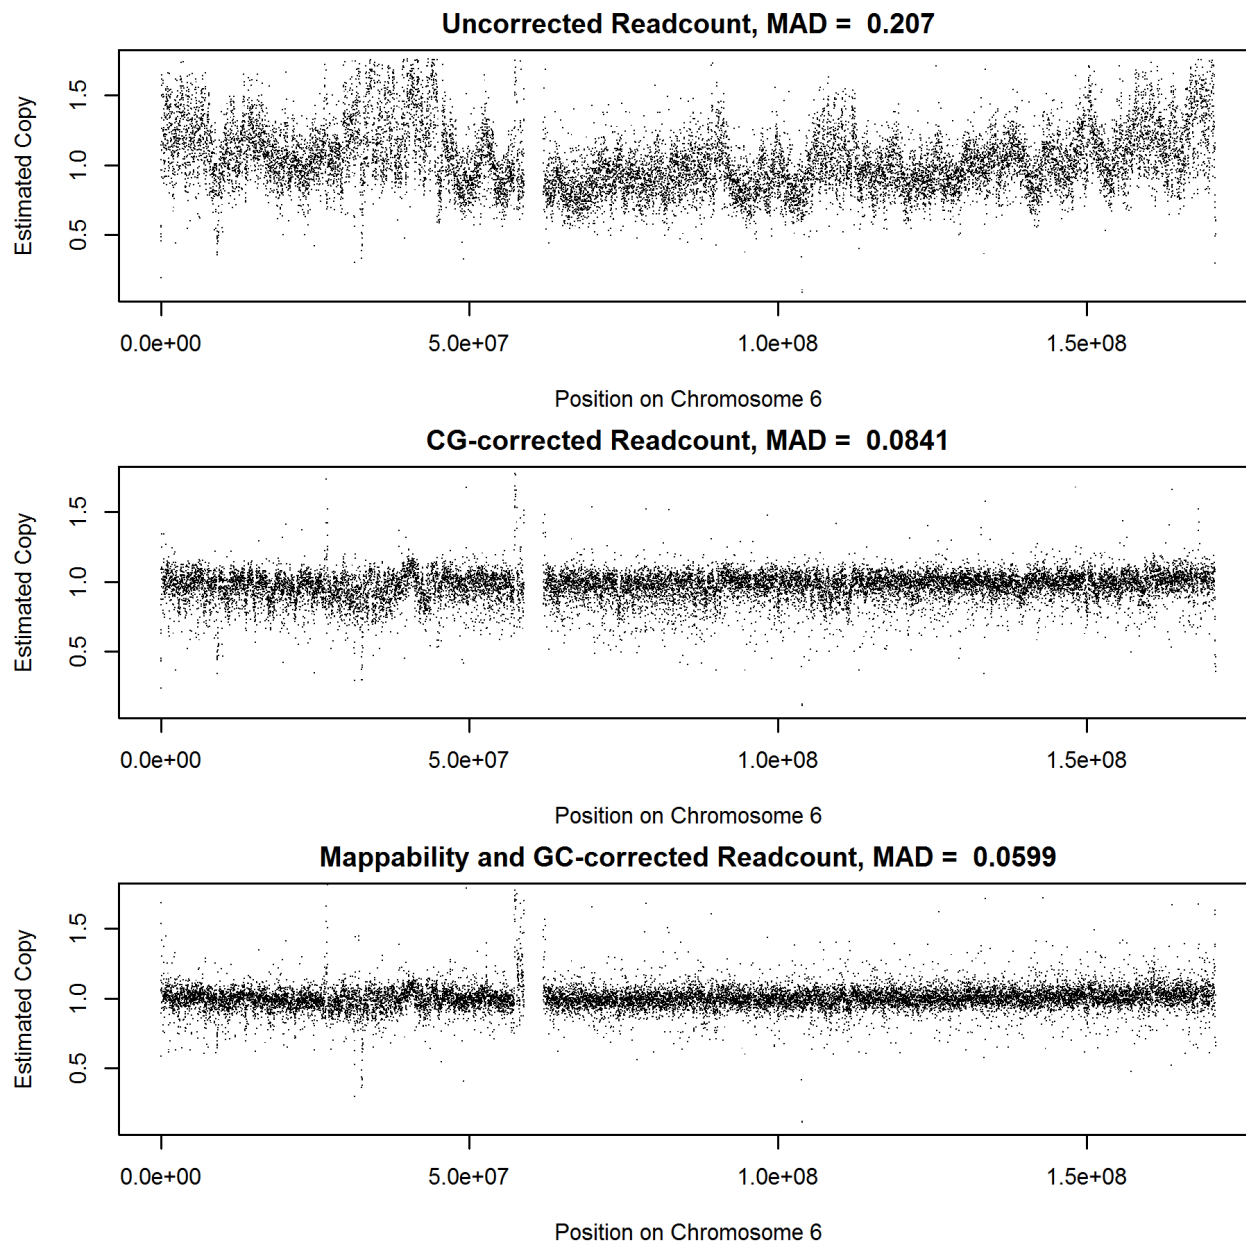 Uncorrected Readcount, MAD =  0.207
Estimated Copy
1.5
1.0
0.5
0.0e+00 5.0e+07 1.0e+08 1.5e+08
Position on Chromosome 6
CG-corrected Readcount, MAD =  0.0841
Estimated Copy
1.5
1.0
0.5
0.0e+00 5.0e+07 1.0e+08 1.5e+08
Position on Chromosome 6
Mappability and GC-corrected Readcount, MAD =  0.0599
Estimated Copy
1.5
1.0
0.5
0.0e+00 5.0e+07 1.0e+08 1.5e+08
Position on Chromosome 6